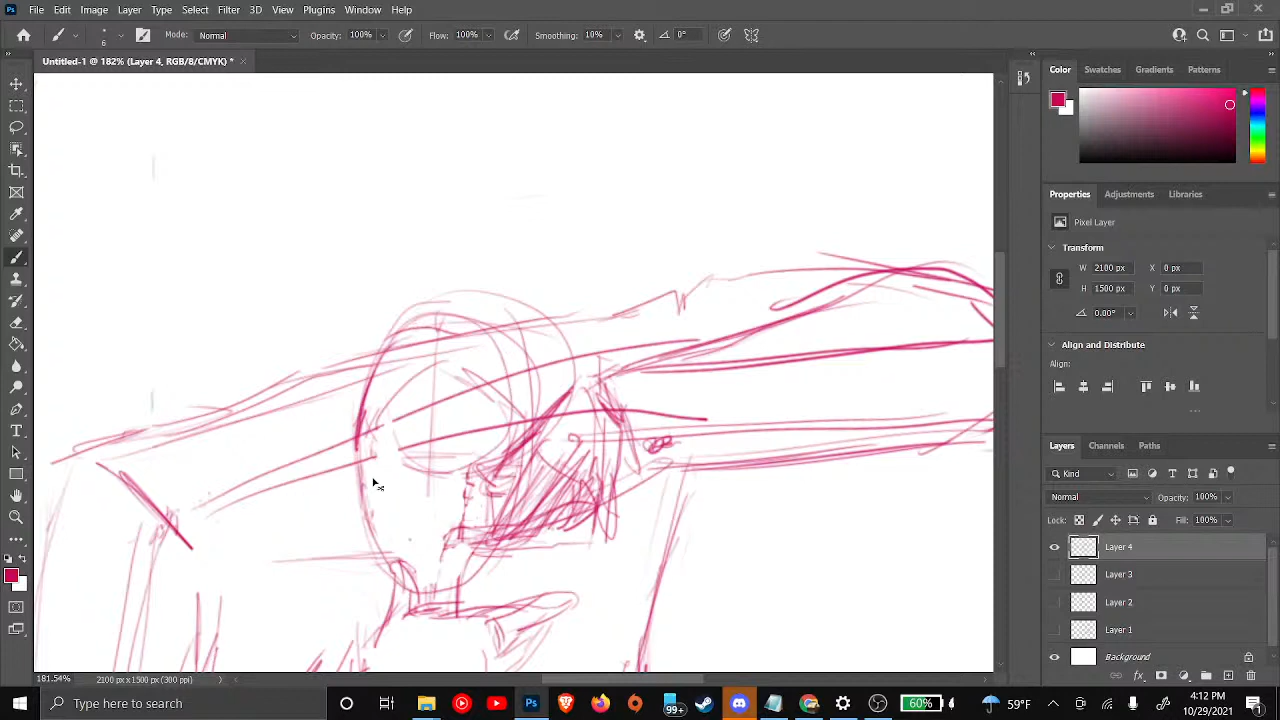 Ps File Edit Image Layer Type Select Filter 3D View Plugins Window Help
6 Mode: Normal Opacity: 100% Flow: 100% Smoothing: 10% 0°
Untitled-1 @ 182% (Layer 4, RGB/8/CMYK) *
Color Swatches Gradients Patterns
Properties Adjustments Libraries
Pixel Layer
Transform
W 2100 px X 0 px
H 1500 px Y 0 px
0.00°
Align and Distribute
Align:
Layers Channels Paths
Kind
Normal Opacity: 100%
Lock: Fill: 100%
Layer 4
Layer 3
Layer 2
Layer 1
Background
181.54% 2100 px x 1500 px (300 ppi)
Type here to search Ps 99+ 60% 59°F 4:12 PM
10/29/2021